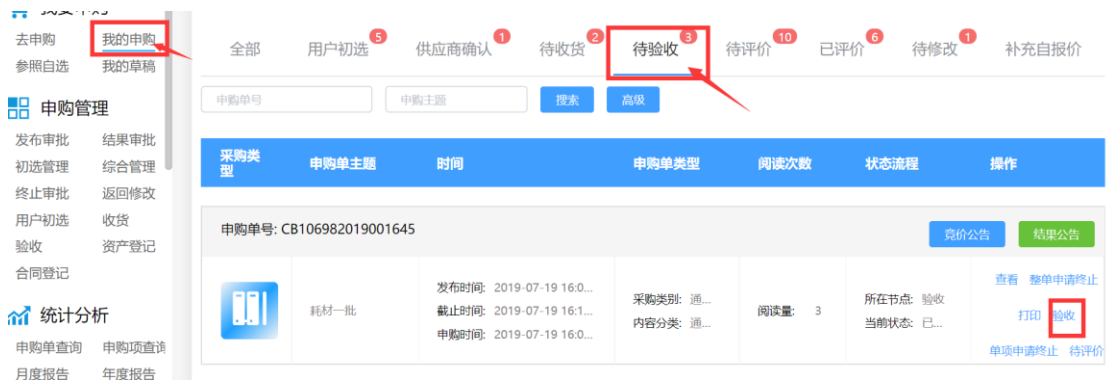 去申购 我的申购
参照自选 我的草稿
申购管理
发布审批 结果审批
初选管理 综合管理
终止审批 返回修改
用户初选 收货
验收 资产登记
合同登记
统计分析
申购单查询 申购项查询
月度报告 年度报告
全部 用户初选 5 供应商确认 1 待收货 2 待验收 3 待评价 10 已评价 6 待修改 1 补充自报价
申购单号 申购主题 搜索 高级
采购类型 申购单主题 时间 申购单类型 阅读次数 状态流程 操作
申购单号: CB106982019001645 竞价公告 结果公告
耗材一批
发布时间: 2019-07-19 16:0...
截止时间: 2019-07-19 16:1...
申购时间: 2019-07-19 16:0...
采购类别: 通...
内容分类: 通...
阅读量: 3
所在节点: 验收
当前状态: 已...
查看 整单申请终止
打印 验收
单项申请终止 待评价